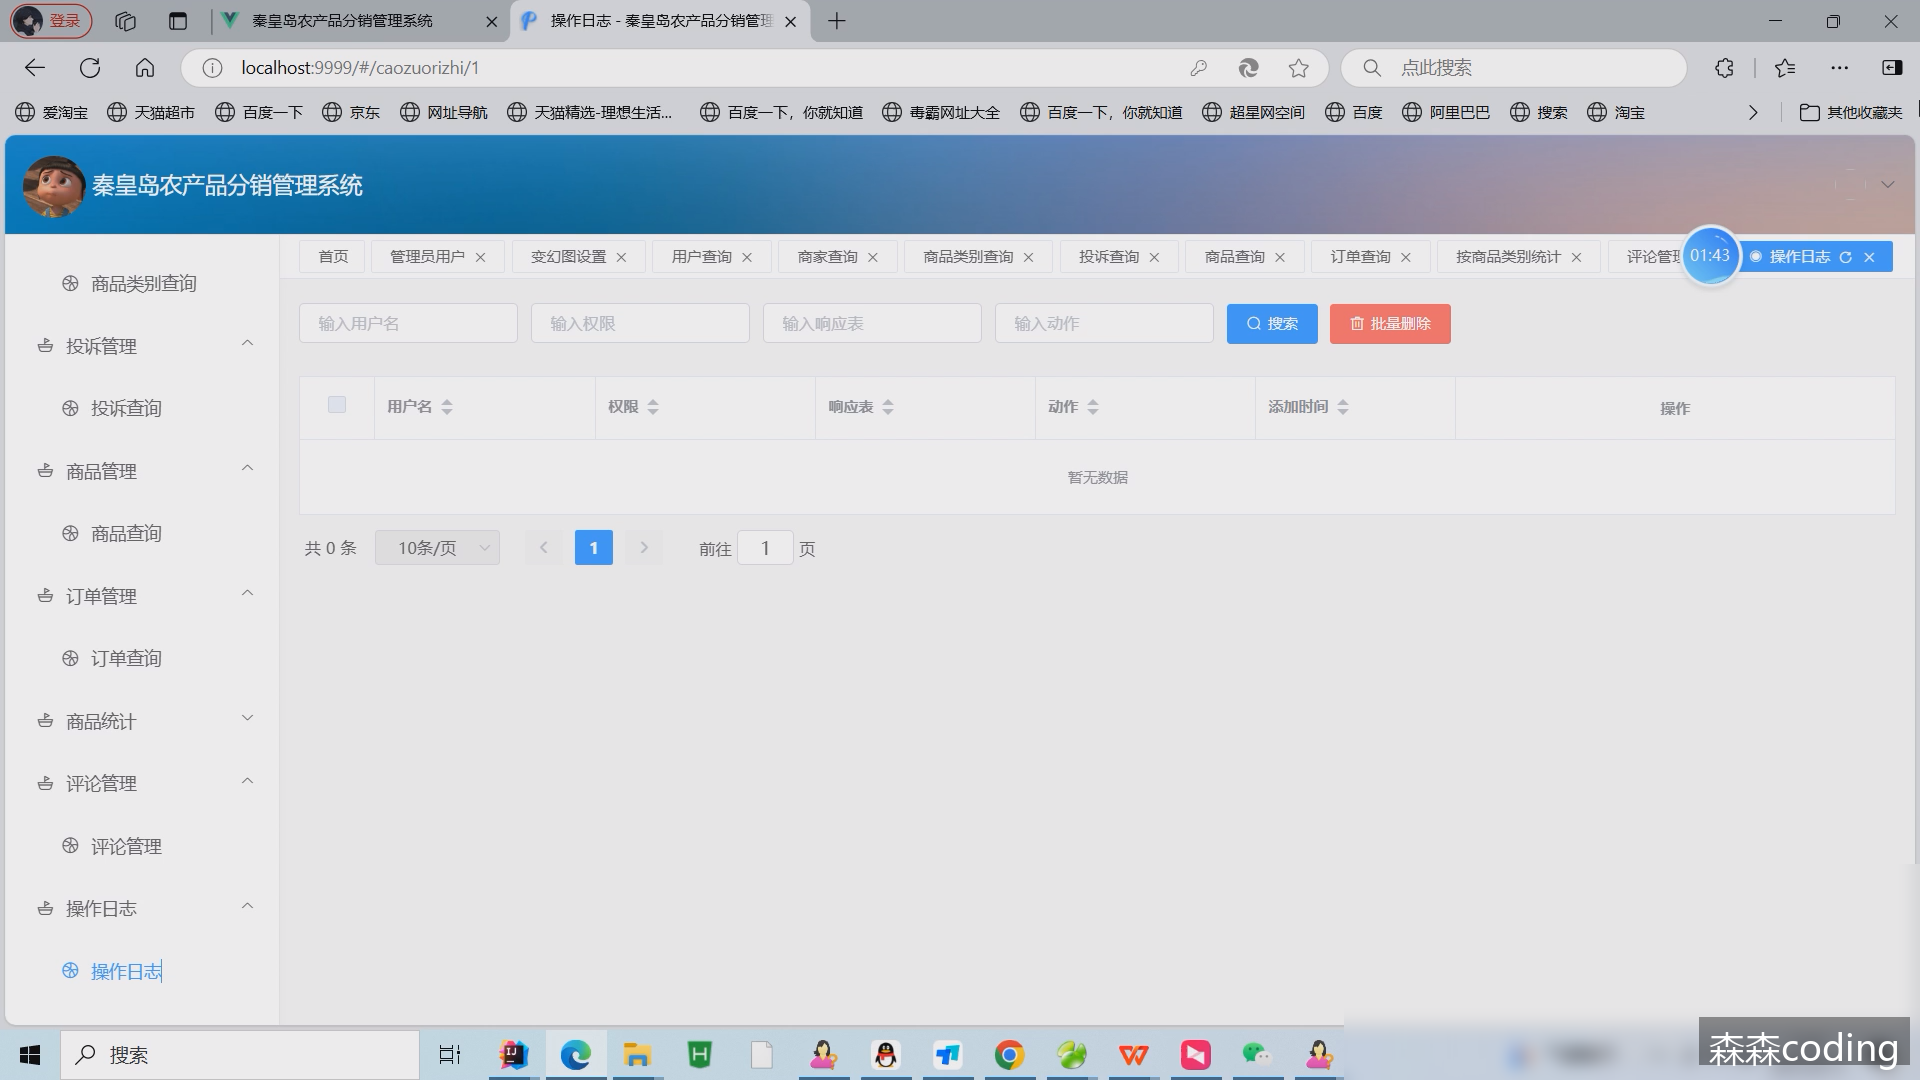 登录
秦皇岛农产品分销管理系统
操作日志 - 秦皇岛农产品分销管理
localhost:9999/#/caozuorizhi/1
点此搜索
爱淘宝 天猫超市 百度一下 京东 网址导航 天猫精选-理想生活... 百度一下，你就知道 毒霸网址大全 百度一下，你就知道 超星网空间 百度 阿里巴巴 搜索 淘宝 其他收藏夹
秦皇岛农产品分销管理系统
首页 管理员用户 变幻图设置 用户查询 商家查询 商品类别查询 投诉查询 商品查询 订单查询 按商品类别统计 评论管理 01:43 操作日志
商品类别查询
投诉管理
投诉查询
商品管理
商品查询
订单管理
订单查询
商品统计
评论管理
评论管理
操作日志
操作日志
输入用户名 输入权限 输入响应表 输入动作 搜索 批量删除
用户名 权限 响应表 动作 添加时间 操作
暂无数据
共 0 条 10条/页 1 前往 1 页
搜索
森森coding